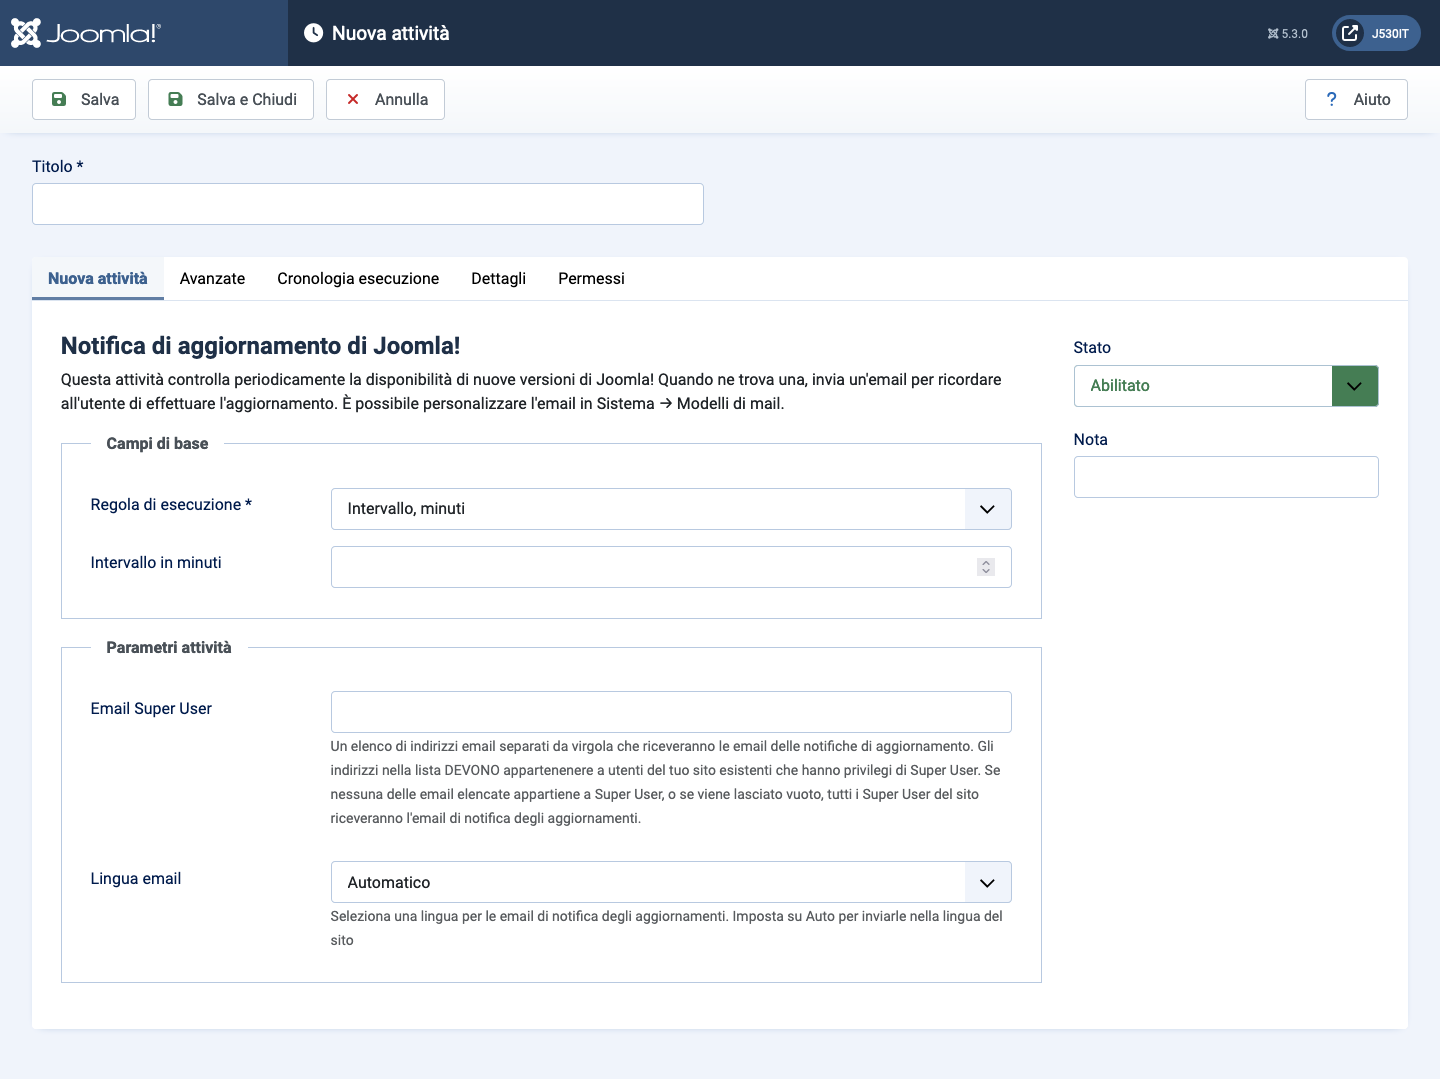 Joomla!®
Nuova attività
5.3.0
J530IT
Salva
Salva e Chiudi
Annulla
? Aiuto
Titolo *
Nuova attività
Avanzate
Cronologia esecuzione
Dettagli
Permessi
Notifica di aggiornamento di Joomla!
Questa attività controlla periodicamente la disponibilità di nuove versioni di Joomla! Quando ne trova una, invia un'email per ricordare
all'utente di effettuare l'aggiornamento. È possibile personalizzare l'email in Sistema → Modelli di mail.
Campi di base
Regola di esecuzione *
Intervallo, minuti
Intervallo in minuti
Parametri attività
Email Super User
Un elenco di indirizzi email separati da virgola che riceveranno le email delle notifiche di aggiornamento. Gli
indirizzi nella lista DEVONO appartenenere a utenti del tuo sito esistenti che hanno privilegi di Super User. Se
nessuna delle email elencate appartiene a Super User, o se viene lasciato vuoto, tutti i Super User del sito
riceveranno l'email di notifica degli aggiornamenti.
Lingua email
Automatico
Seleziona una lingua per le email di notifica degli aggiornamenti. Imposta su Auto per inviarle nella lingua del
sito
Stato
Abilitato
Nota